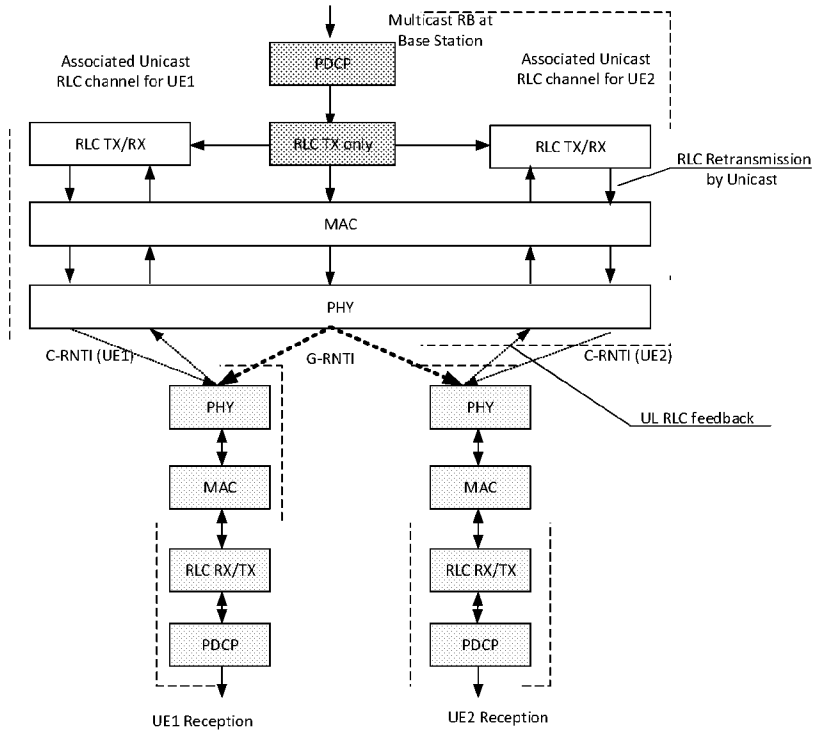 Multicast RB at
Base Station
Associated Unicast
RLC channel for UE1
PDCP
Associated Unicast
RLC channel for UE2
RLC TX/RX
RLC TX only
RLC TX/RX
RLC Retransmission
by Unicast
MAC
PHY
C-RNTI (UE1)
G-RNTI
C-RNTI (UE2)
PHY
PHY
UL RLC feedback
MAC
MAC
RLC RX/TX
RLC RX/TX
PDCP
PDCP
UE1 Reception
UE2 Reception